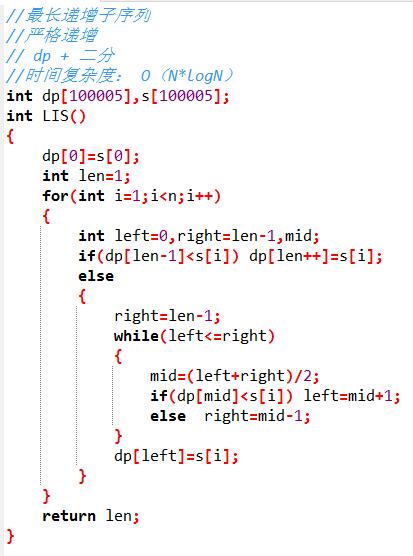 //最长递增子序列
//严格递增
// dp + 二分
//时间复杂度： O（N*logN）
int dp[100005],s[100005];
int LIS()
{
    dp[0]=s[0];
    int len=1;
    for(int i=1;i<n;i++)
    {
        int left=0,right=len-1,mid;
        if(dp[len-1]<s[i]) dp[len++]=s[i];
        else
        {
            right=len-1;
            while(left<=right)
            {
                mid=(left+right)/2;
                if(dp[mid]<s[i]) left=mid+1;
                else  right=mid-1;
            }
            dp[left]=s[i];
        }
    }
    return len;
}